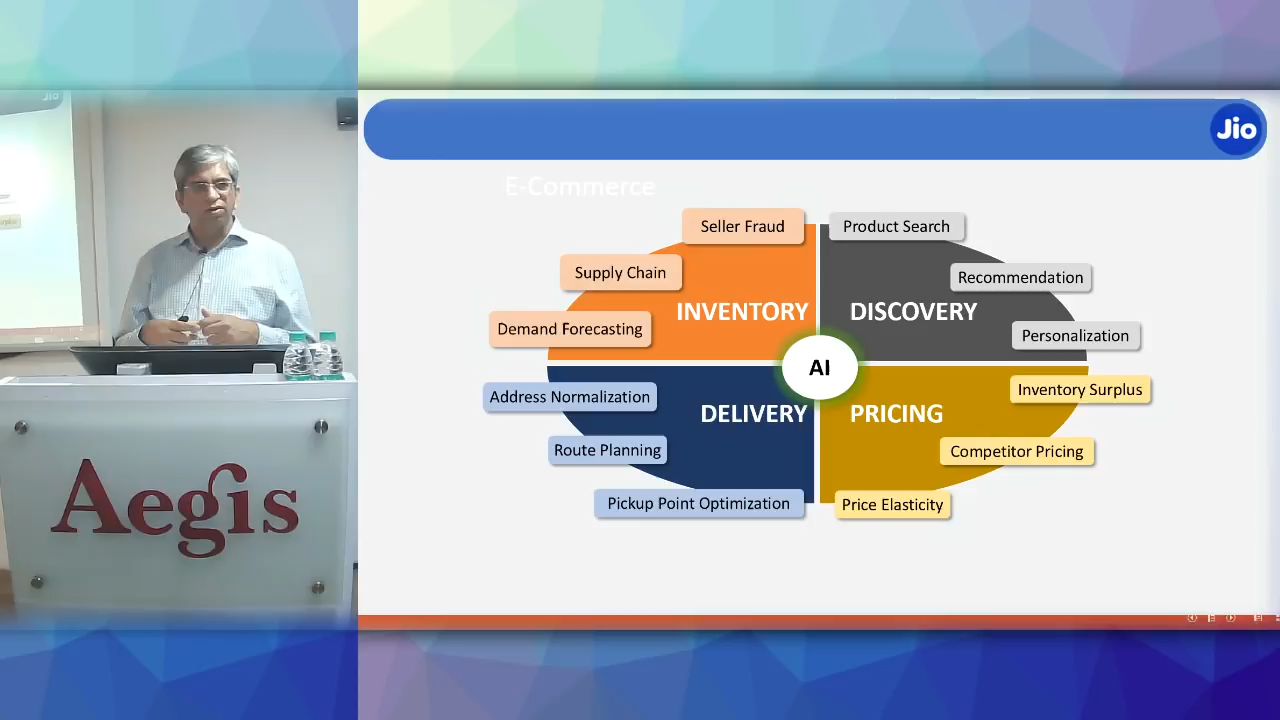 Jio
Jio
E-Commerce
Seller Fraud
Product Search
Supply Chain
Recommendation
INVENTORY
DISCOVERY
Demand Forecasting
Personalization
AI
Address Normalization
Inventory Surplus
DELIVERY
PRICING
Route Planning
Competitor Pricing
Pickup Point Optimization
Price Elasticity
Aegis